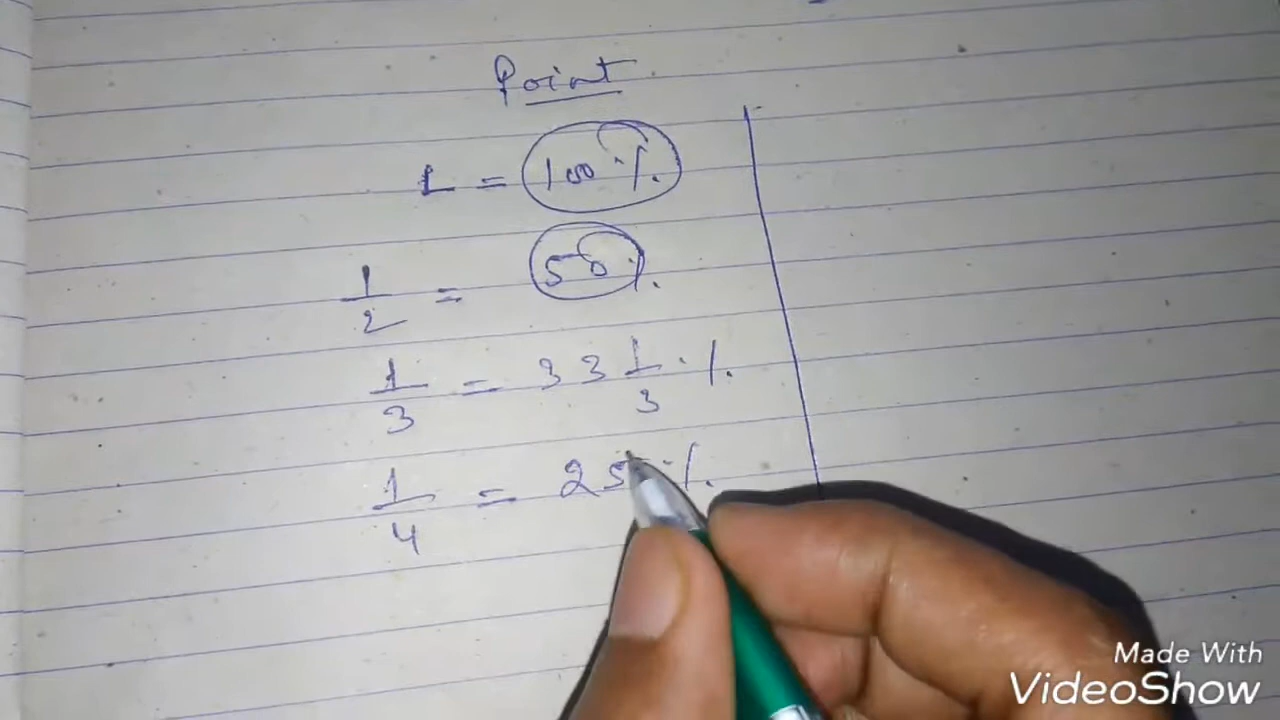 Point
1 = 100%
1/2 = 50%
1/3 = 33 1/3 %
1/4 = 25%
Made With
VideoShow